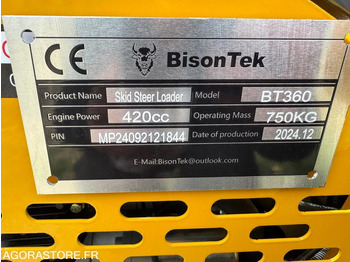 CE BisonTek
Product Name Skid Steer Loader Model BT360
Engine Power 420cc Operating Mass 750KG
PIN MP24092121844 Date of production 2024.12
E-Mail:BisonTek@outlook.com
AGORASTORE.FR